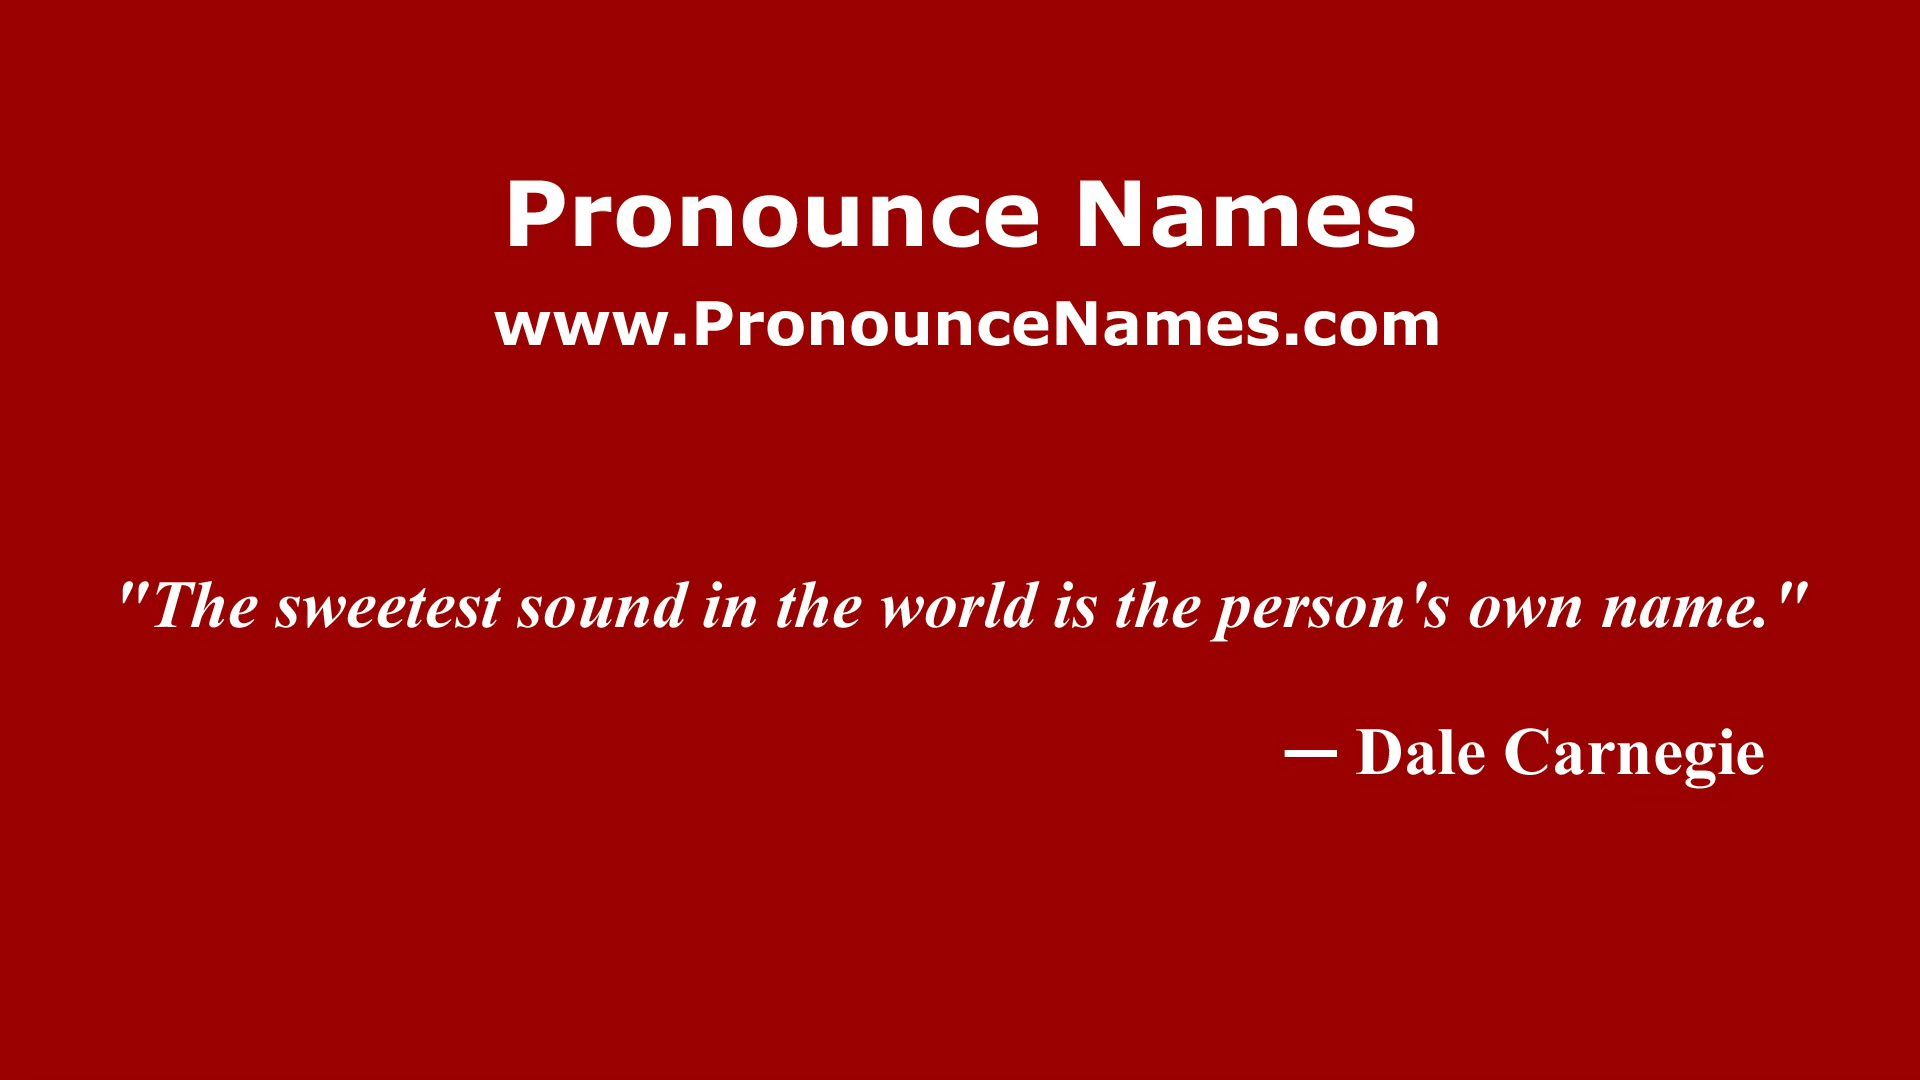 Pronounce Names
www.PronounceNames.com
"The sweetest sound in the world is the person's own name."
— Dale Carnegie